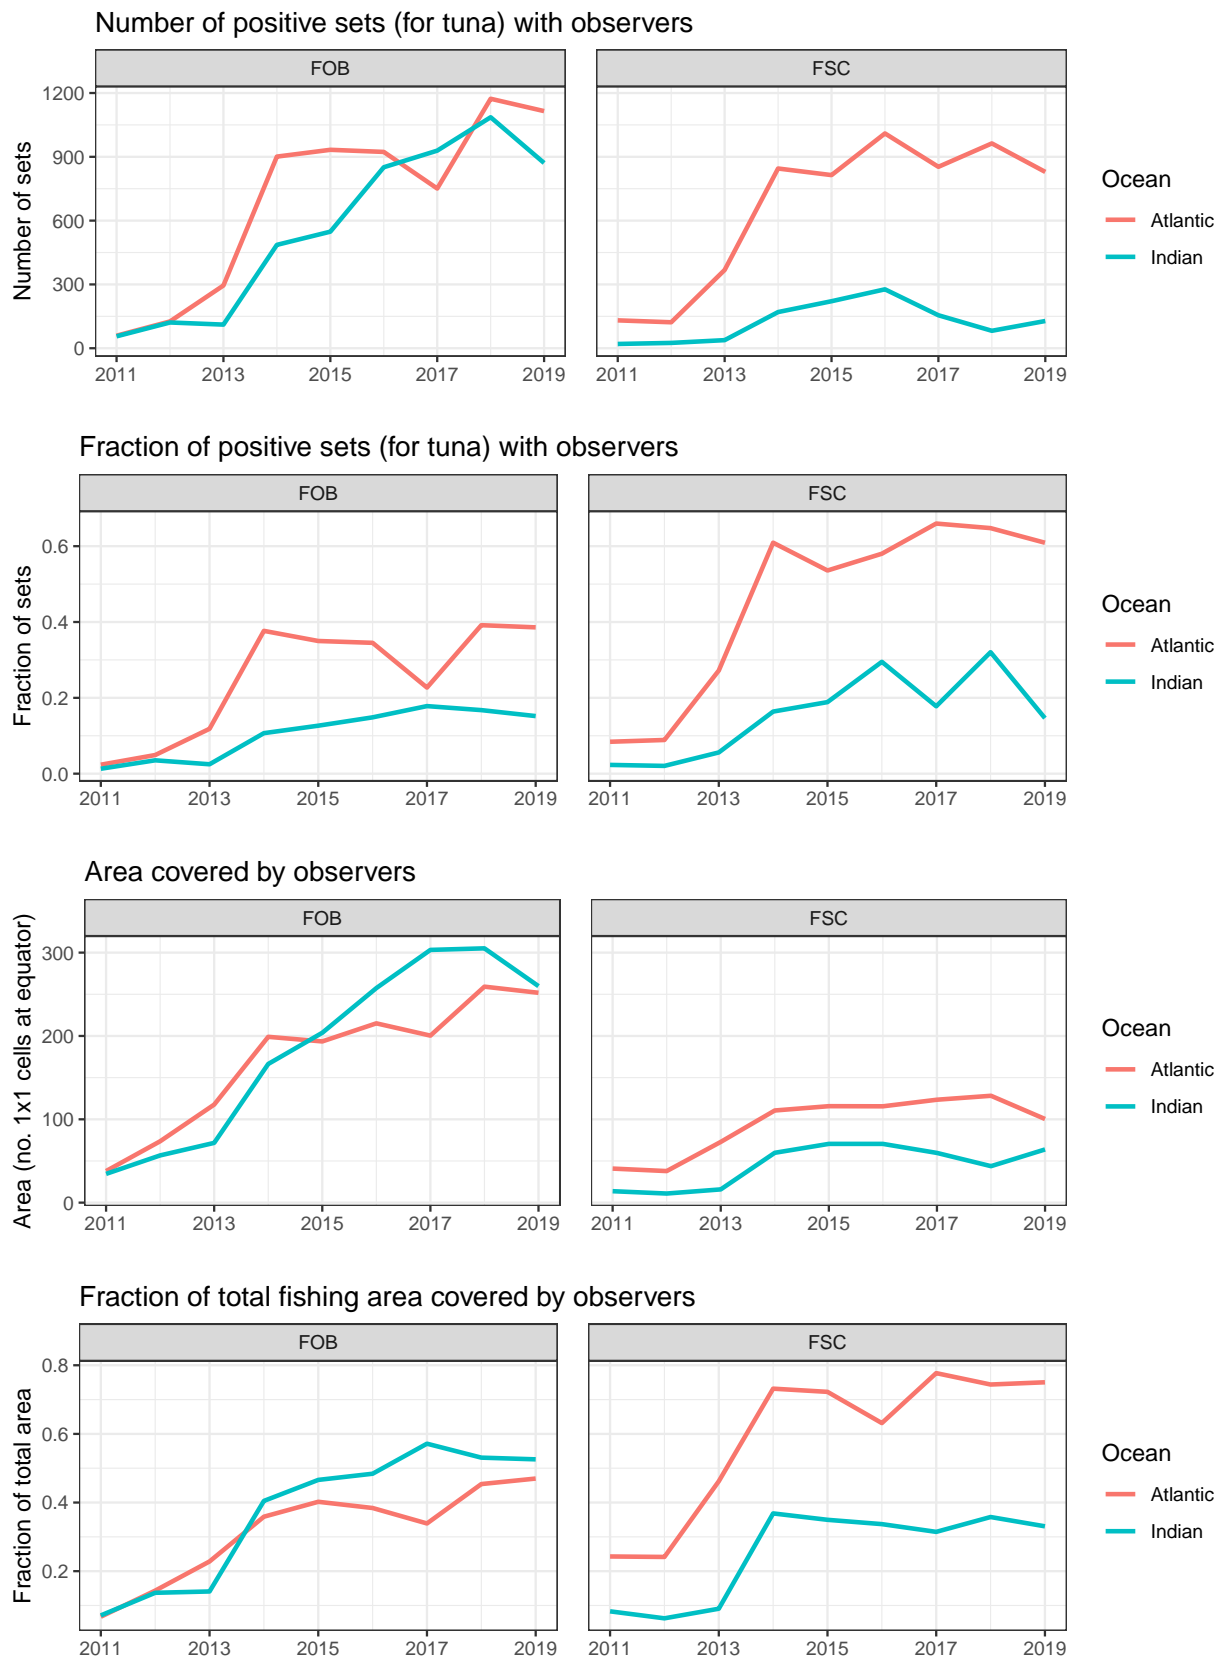 Number of positive sets (for tuna) with observers
FOB
FSC
Number of sets
1200
900
600
300
0
2011 2013 2015 2017 2019
2011 2013 2015 2017 2019
Ocean
Atlantic
Indian
Fraction of positive sets (for tuna) with observers
FOB
FSC
Fraction of sets
0.6
0.4
0.2
0.0
2011 2013 2015 2017 2019
2011 2013 2015 2017 2019
Ocean
Atlantic
Indian
Area covered by observers
FOB
FSC
Area (no. 1x1 cells at equator)
300
200
100
0
2011 2013 2015 2017 2019
2011 2013 2015 2017 2019
Ocean
Atlantic
Indian
Fraction of total fishing area covered by observers
FOB
FSC
Fraction of total area
0.8
0.6
0.4
0.2
2011 2013 2015 2017 2019
2011 2013 2015 2017 2019
Ocean
Atlantic
Indian